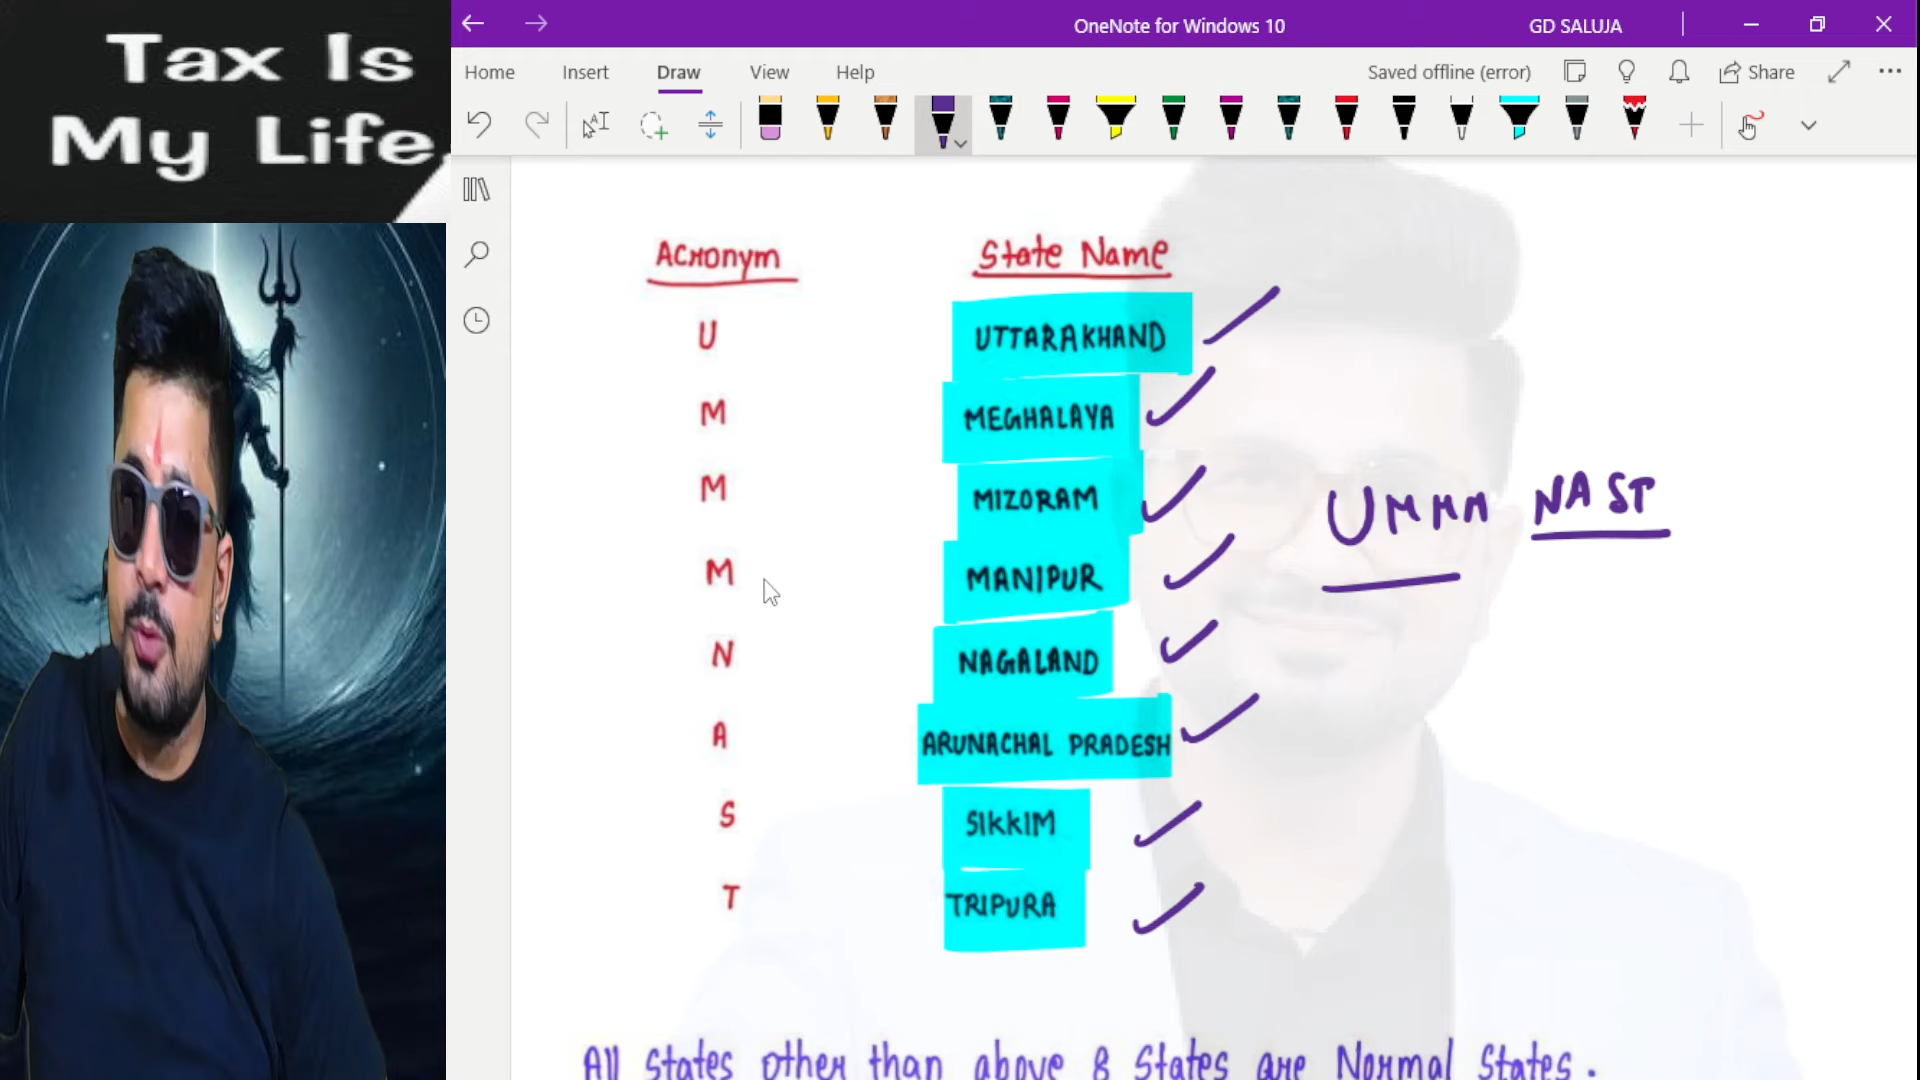 Tax Is
My Life.
OneNote for Windows 10
GD SALUJA
Home Insert Draw View Help
Saved offline (error)
Share
Acronym State Name
U UTTARAKHAND
M MEGHALAYA
M MIZORAM
UMMM NAST
M MANIPUR
N NAGALAND
A ARUNACHAL PRADESH
S SIKKIM
T TRIPURA
All States other than above 8 States are Normal States.